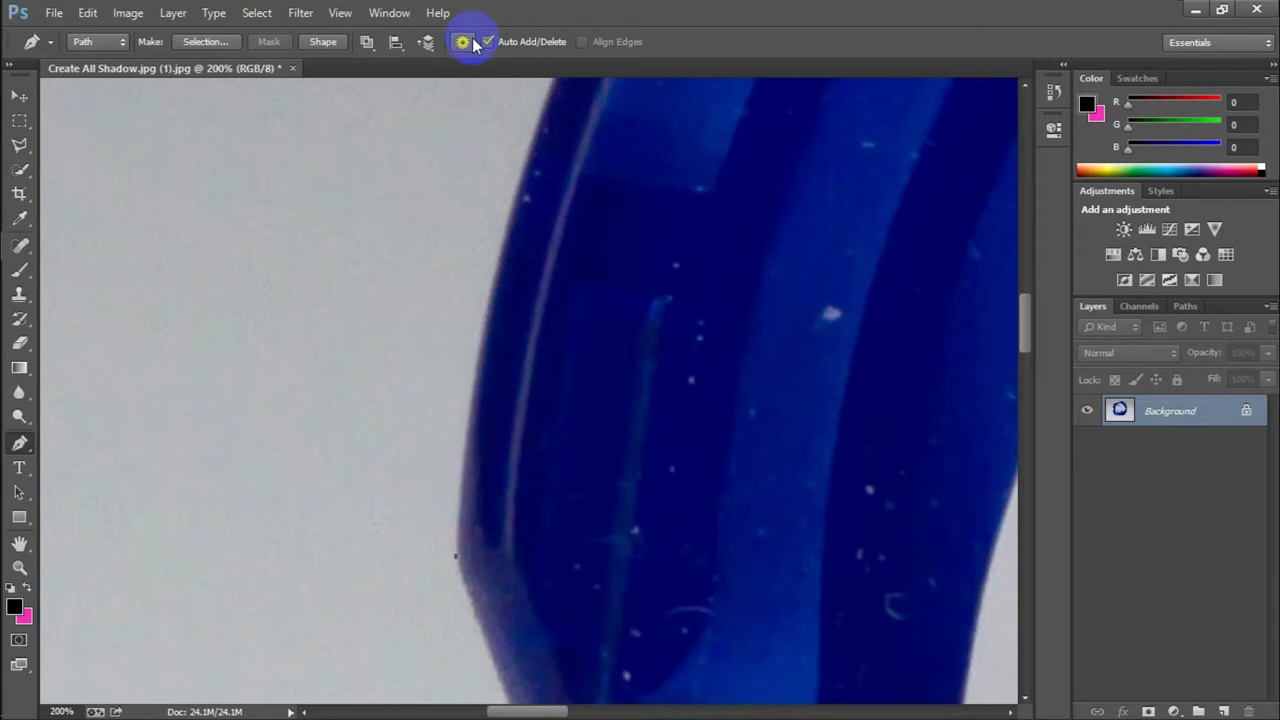 Ps File Edit Image Layer Type Select Filter View Window Help
Path Make: Selection... Mask Shape Auto Add/Delete Align Edges Essentials
Create All Shadow.jpg (1).jpg @ 200% (RGB/8) * ×
Color Swatches
R 0
G 0
B 0
Adjustments Styles
Add an adjustment
Layers Channels Paths
Kind T
Normal Opacity: 100%
Lock: Fill: 100%
Background
T
200% Doc: 24.1M/24.1M
fx